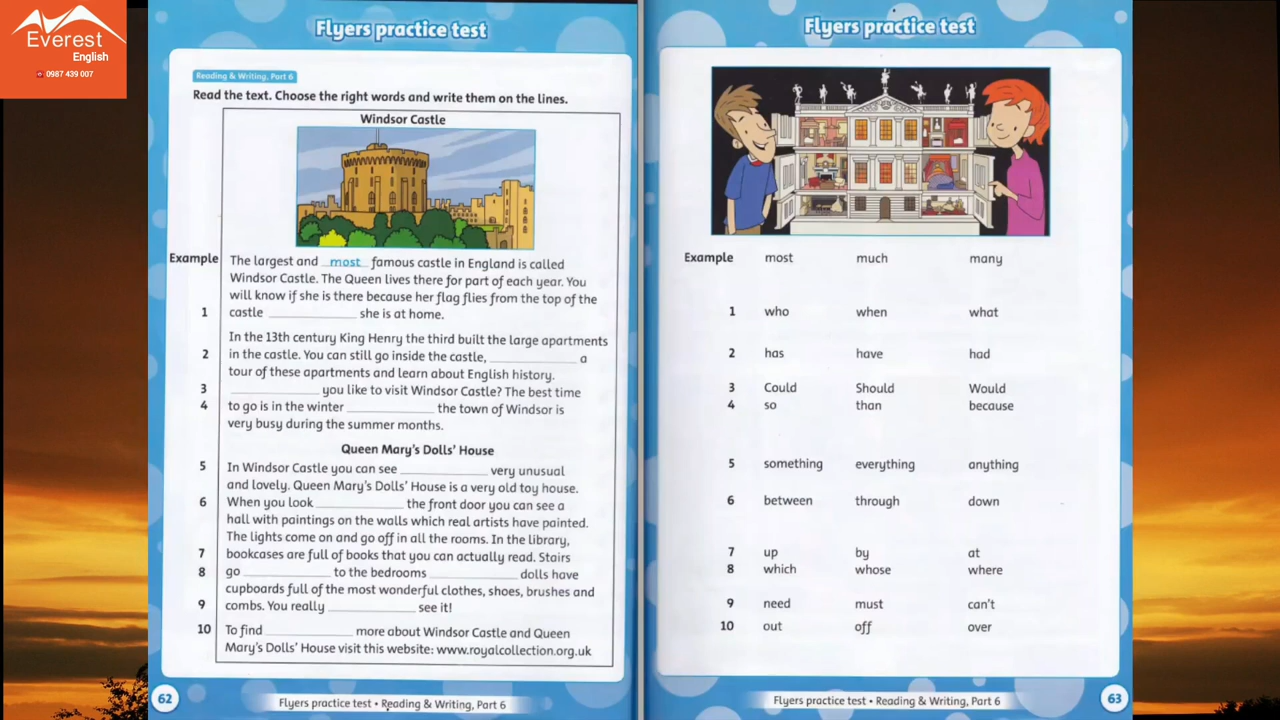 Everest
English
0987 439 007
Flyers practice test
Reading & Writing, Part 6
Read the text. Choose the right words and write them on the lines.
Windsor Castle
Example The largest and most famous castle in England is called
Windsor Castle. The Queen lives there for part of each year. You
will know if she is there because her flag flies from the top of the
1 castle ____________ she is at home.
In the 13th century King Henry the third built the large apartments
2 in the castle. You can still go inside the castle, ____________ a
tour of these apartments and learn about English history.
3 ____________ you like to visit Windsor Castle? The best time
4 to go is in the winter ____________ the town of Windsor is
very busy during the summer months.
Queen Mary's Dolls' House
5 In Windsor Castle you can see ____________ very unusual
and lovely. Queen Mary's Dolls' House is a very old toy house.
6 When you look ____________ the front door you can see a
hall with paintings on the walls which real artists have painted.
The lights come on and go off in all the rooms. In the library,
7 bookcases are full of books that you can actually read. Stairs
8 go ____________ to the bedrooms ____________ dolls have
cupboards full of the most wonderful clothes, shoes, brushes and
9 combs. You really ____________ see it!
10 To find ____________ more about Windsor Castle and Queen
Mary's Dolls' House visit this website: www.royalcollection.org.uk
62
Flyers practice test • Reading & Writing, Part 6
Flyers practice test
Example most much many
1 who when what
2 has have had
3 Could Should Would
4 so than because
5 something everything anything
6 between through down
7 up by at
8 which whose where
9 need must can't
10 out off over
Flyers practice test • Reading & Writing, Part 6
63